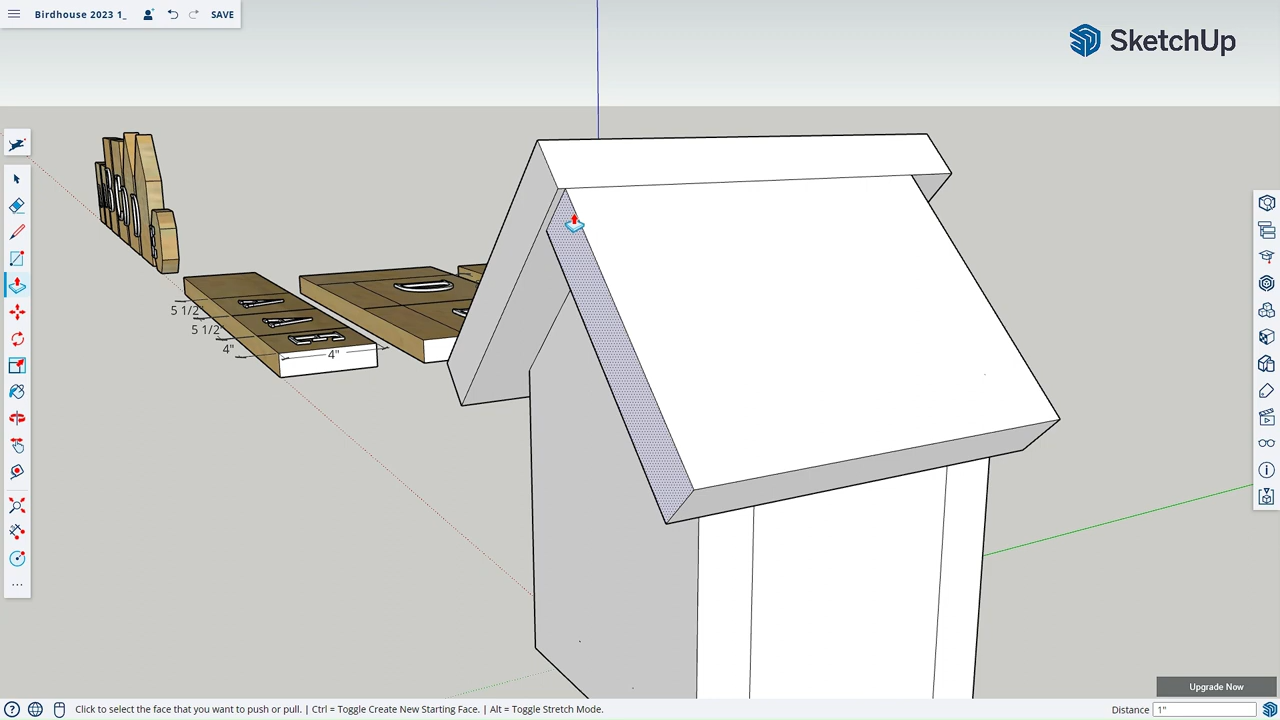 Birdhouse 2023 1_
SAVE
SketchUp
5 1/2"
5 1/2"
4"
4"
Upgrade Now
Click to select the face that you want to push or pull. | Ctrl = Toggle Create New Starting Face. | Alt = Toggle Stretch Mode.
Distance 1"